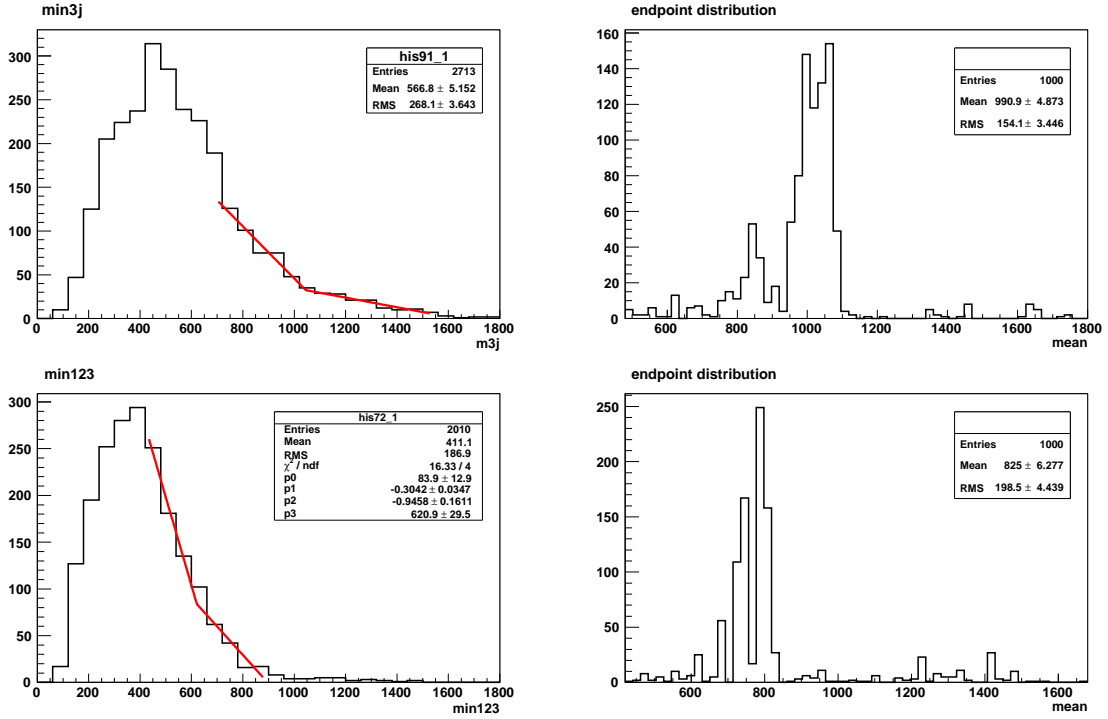 min3j
his91_1
Entries 2713
Mean 566.8 ± 5.152
RMS 268.1 ± 3.643
300
250
200
150
100
50
0
0 200 400 600 800 1000 1200 1400 1600 1800
m3j
endpoint distribution
Entries 1000
Mean 990.9 ± 4.873
RMS 154.1 ± 3.446
160
140
120
100
80
60
40
20
0
600 800 1000 1200 1400 1600 1800
mean
min123
his72_1
Entries 2010
Mean 411.1
RMS 186.9
χ² / ndf 16.33 / 4
p0 83.9 ± 12.9
p1 -0.3042 ± 0.0347
p2 -0.9458 ± 0.1611
p3 620.9 ± 29.5
300
250
200
150
100
50
0
0 200 400 600 800 1000 1200 1400 1600 1800
min123
endpoint distribution
Entries 1000
Mean 825 ± 6.277
RMS 198.5 ± 4.439
250
200
150
100
50
0
600 800 1000 1200 1400 1600
mean